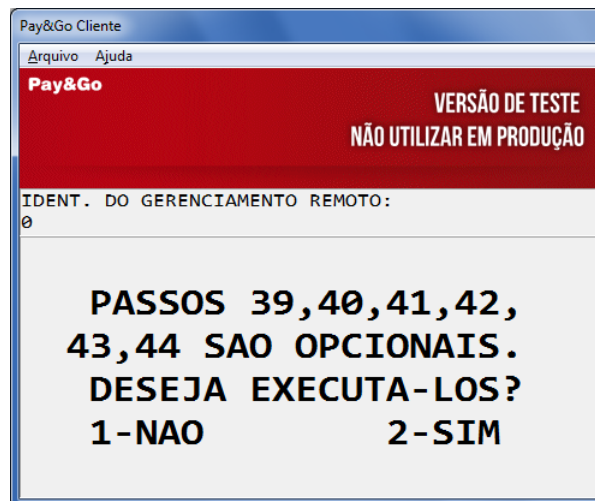 Pay&Go Cliente
Arquivo Ajuda
Pay&Go
VERSÃO DE TESTE
NÃO UTILIZAR EM PRODUÇÃO
IDENT. DO GERENCIAMENTO REMOTO:
0
PASSOS 39,40,41,42,
43,44 SAO OPCIONAIS.
DESEJA EXECUTA-LOS?
1-NAO 2-SIM